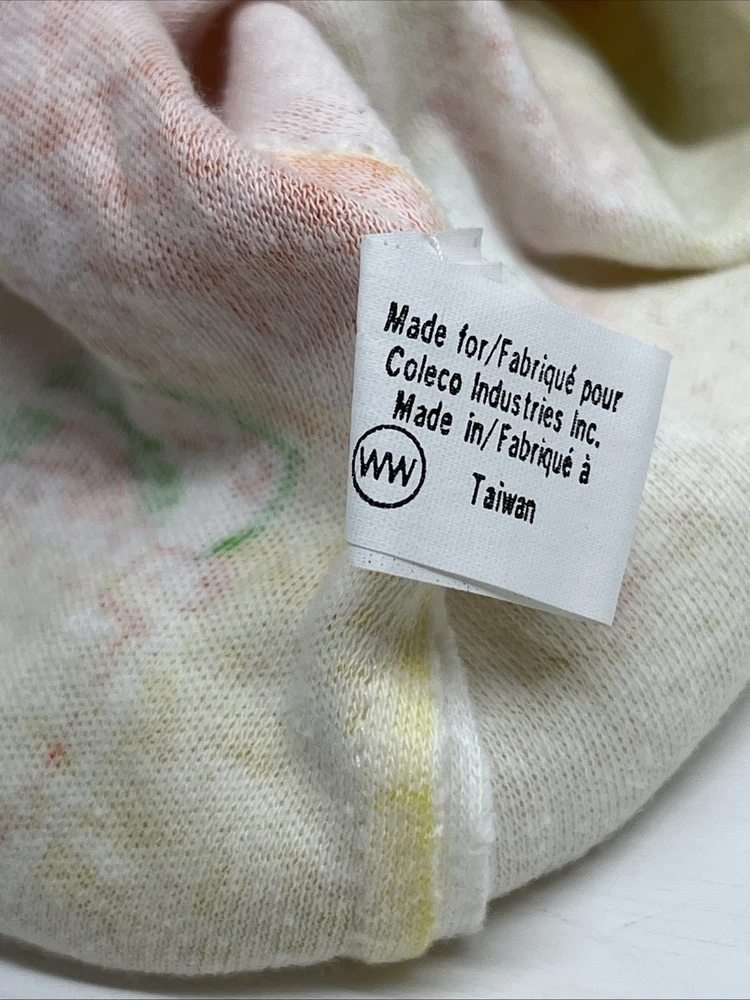 Made for/Fabriqué pour
Coleco Industries Inc.
Made in/Fabriqué à
WW
Taiwan